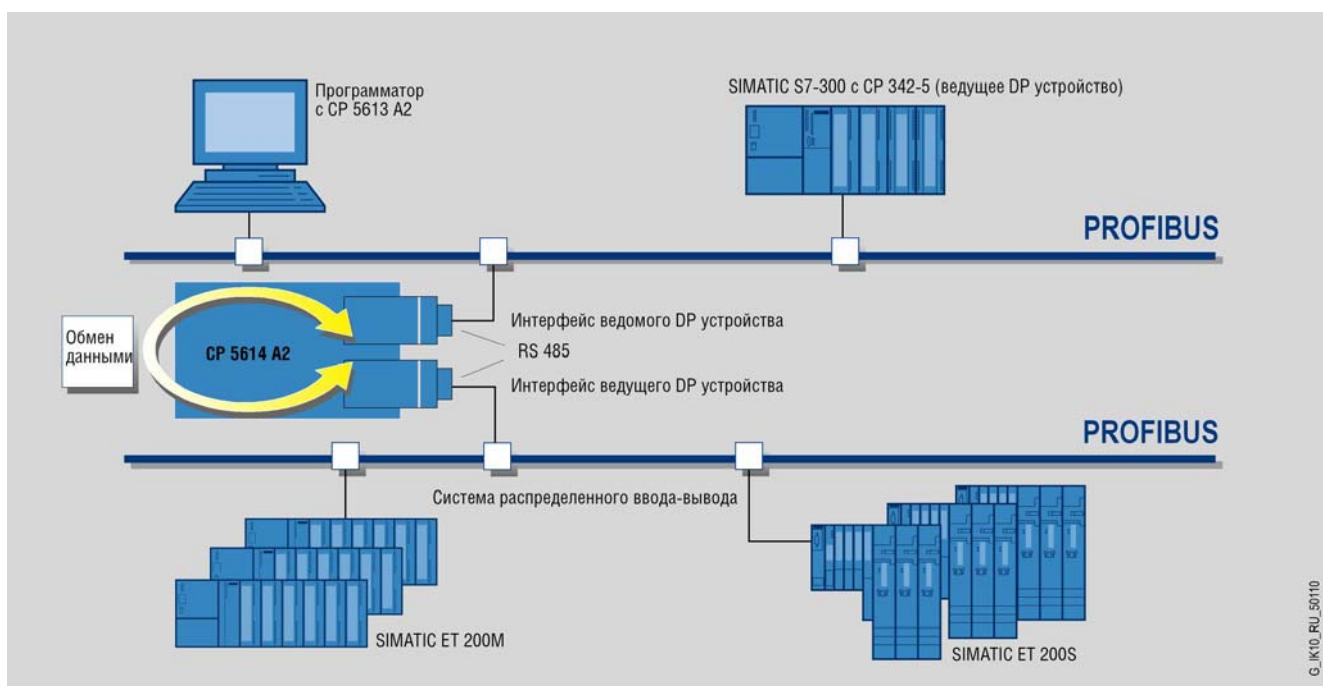 Программатор
с CP 5613 A2
SIMATIC S7-300 с CP 342-5 (ведущее DP устройство)
PROFIBUS
Обмен
данными
CP 5614 A2
Интерфейс ведомого DP устройства
RS 485
Интерфейс ведущего DP устройства
PROFIBUS
Система распределенного ввода-вывода
SIMATIC ET 200M
SIMATIC ET 200S
G_IK10_RU_50110